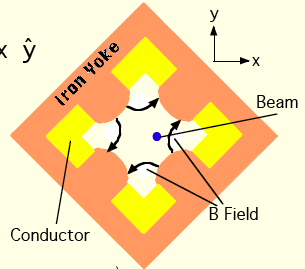 y
x ŷ
Iron Yoke
x
Beam
B Field
Conductor